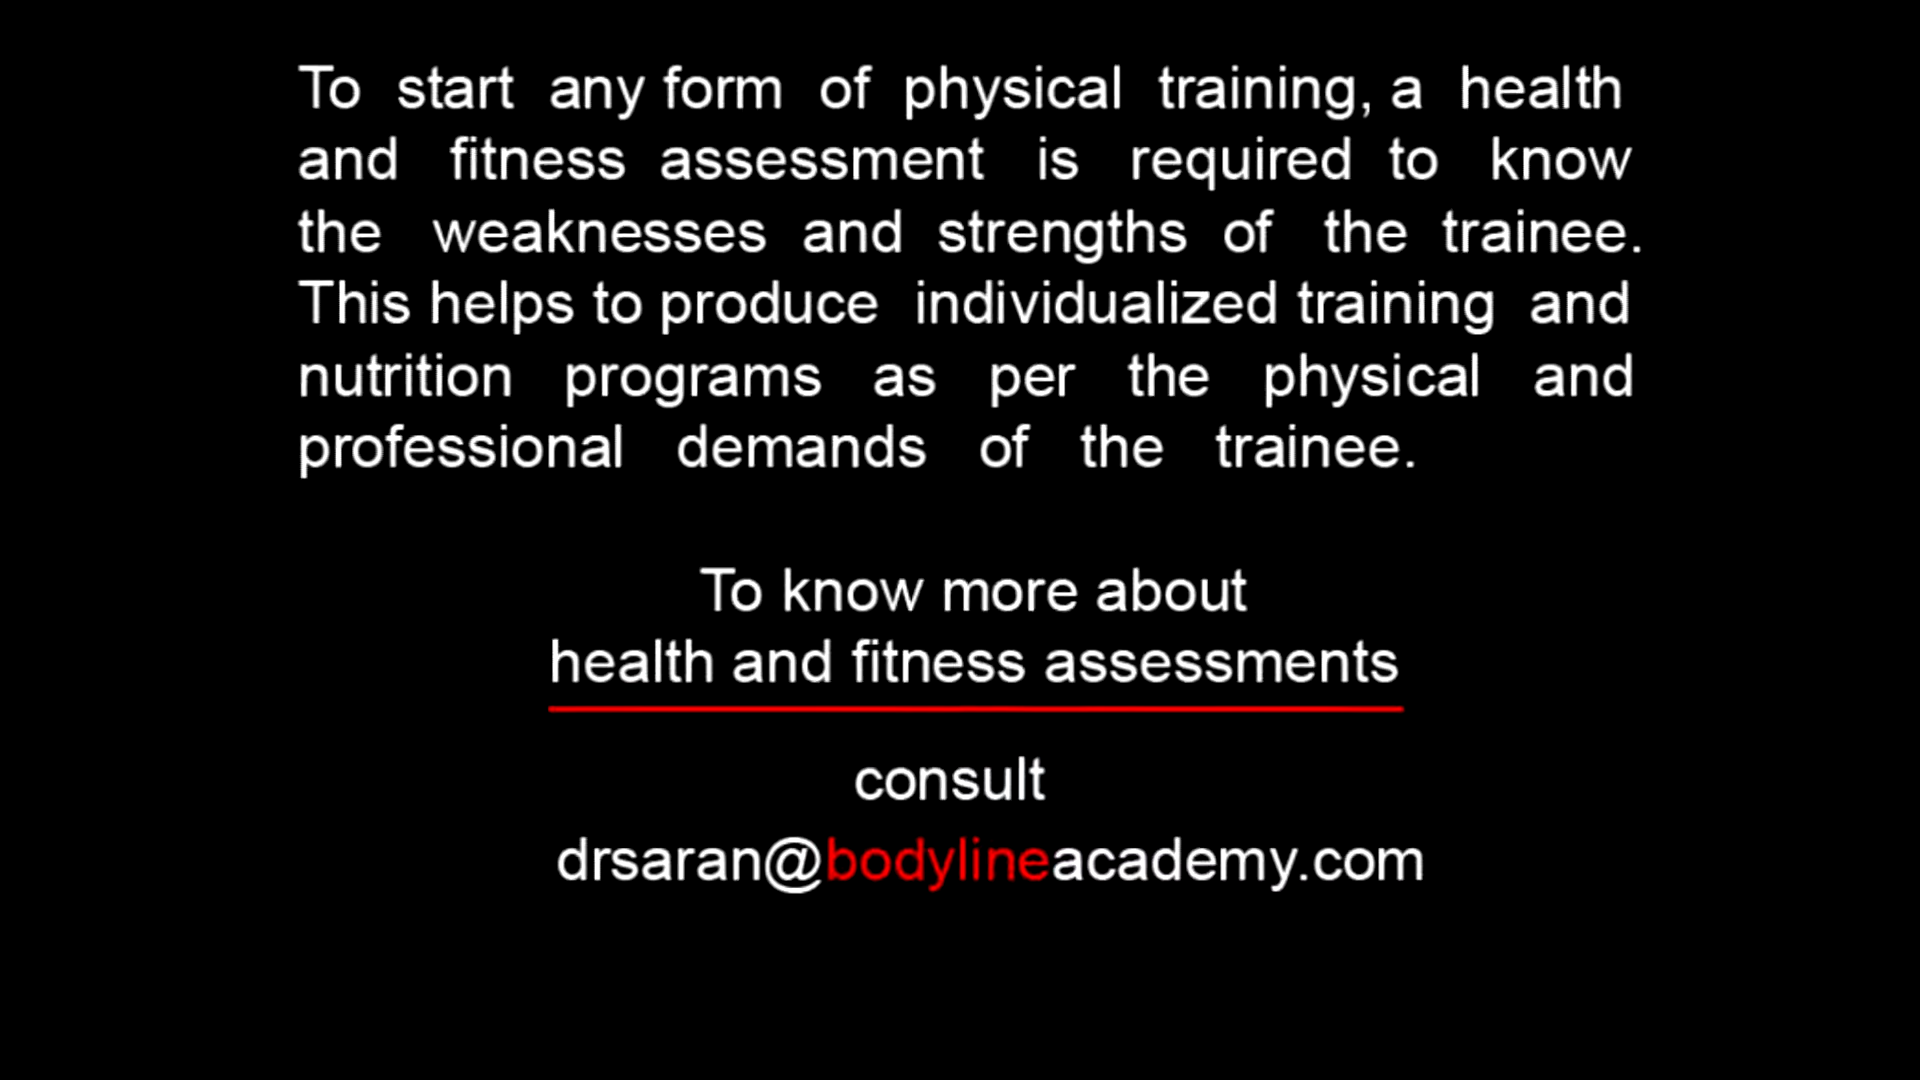 To start any form of physical training, a health
and fitness assessment is required to know
the weaknesses and strengths of the trainee.
This helps to produce individualized training and
nutrition programs as per the physical and
professional demands of the trainee.
To know more about
health and fitness assessments
consult
drsaran@bodylineacademy.com